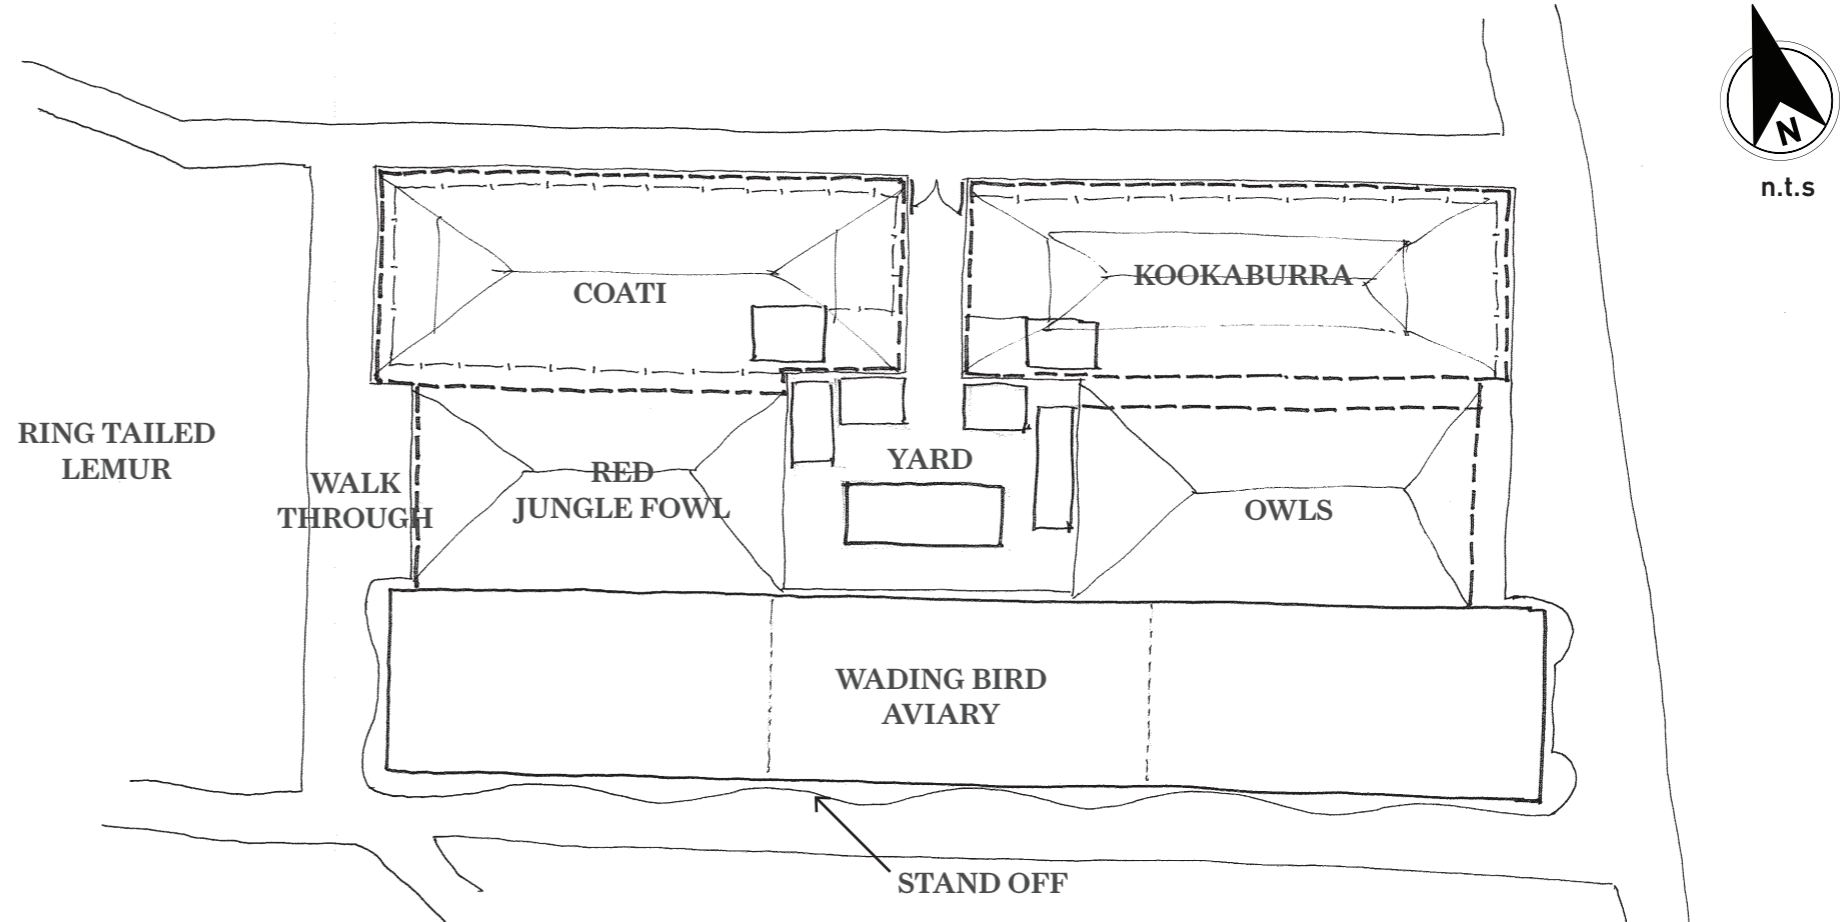 N
n.t.s
COATI
KOOKABURRA
RING TAILED
LEMUR
WALK
THROUGH
RED
JUNGLE FOWL
YARD
OWLS
WADING BIRD
AVIARY
STAND OFF